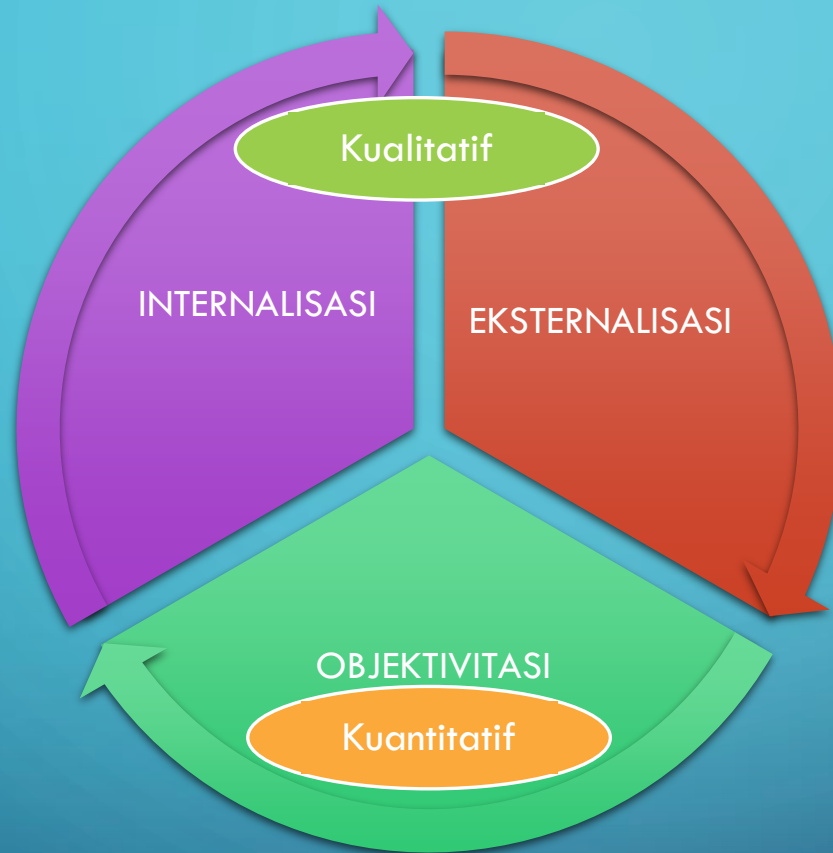 Kualitatif
INTERNALISASI
EKSTERNALISASI
OBJEKTIVITASI
Kuantitatif